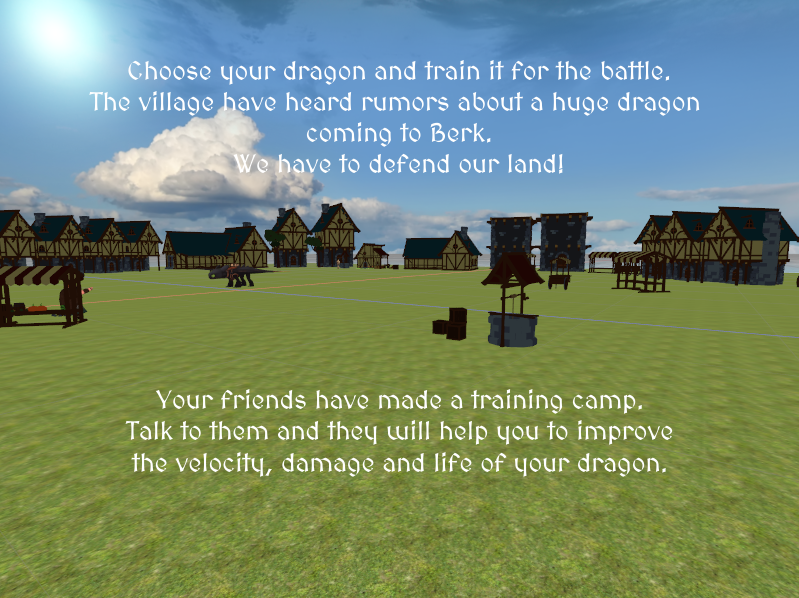 Choose your dragon and train it for the battle.
The village have heard rumors about a huge dragon
coming to Berk.
We have to defend our land!
Your friends have made a training camp.
Talk to them and they will help you to improve
the velocity, damage and life of your dragon.